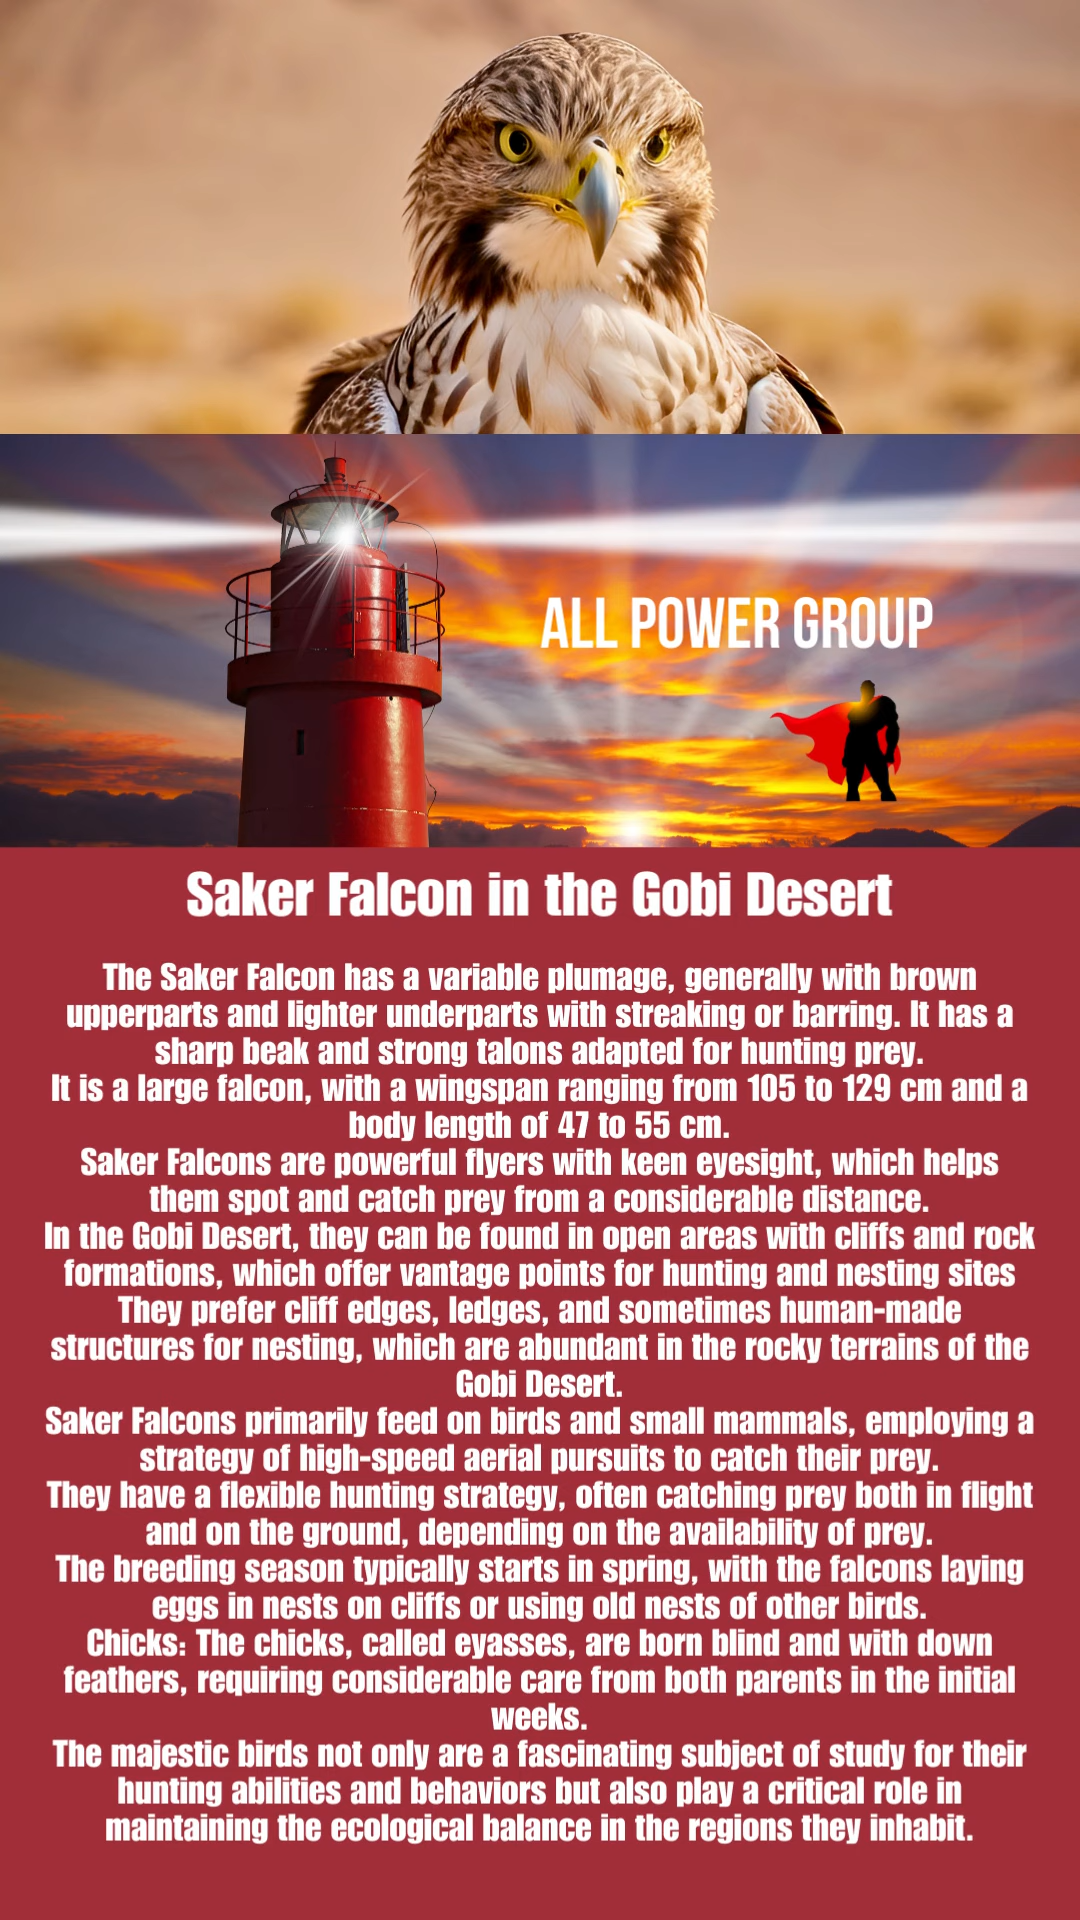 ALL POWER GROUP
Saker Falcon in the Gobi Desert
The Saker Falcon has a variable plumage, generally with brown
upperparts and lighter underparts with streaking or barring. It has a
sharp beak and strong talons adapted for hunting prey.
It is a large falcon, with a wingspan ranging from 105 to 129 cm and a
body length of 47 to 55 cm.
Saker Falcons are powerful flyers with keen eyesight, which helps
them spot and catch prey from a considerable distance.
In the Gobi Desert, they can be found in open areas with cliffs and rock
formations, which offer vantage points for hunting and nesting sites
They prefer cliff edges, ledges, and sometimes human-made
structures for nesting, which are abundant in the rocky terrains of the
Gobi Desert.
Saker Falcons primarily feed on birds and small mammals, employing a
strategy of high-speed aerial pursuits to catch their prey.
They have a flexible hunting strategy, often catching prey both in flight
and on the ground, depending on the availability of prey.
The breeding season typically starts in spring, with the falcons laying
eggs in nests on cliffs or using old nests of other birds.
Chicks: The chicks, called eyasses, are born blind and with down
feathers, requiring considerable care from both parents in the initial
weeks.
The majestic birds not only are a fascinating subject of study for their
hunting abilities and behaviors but also play a critical role in
maintaining the ecological balance in the regions they inhabit.